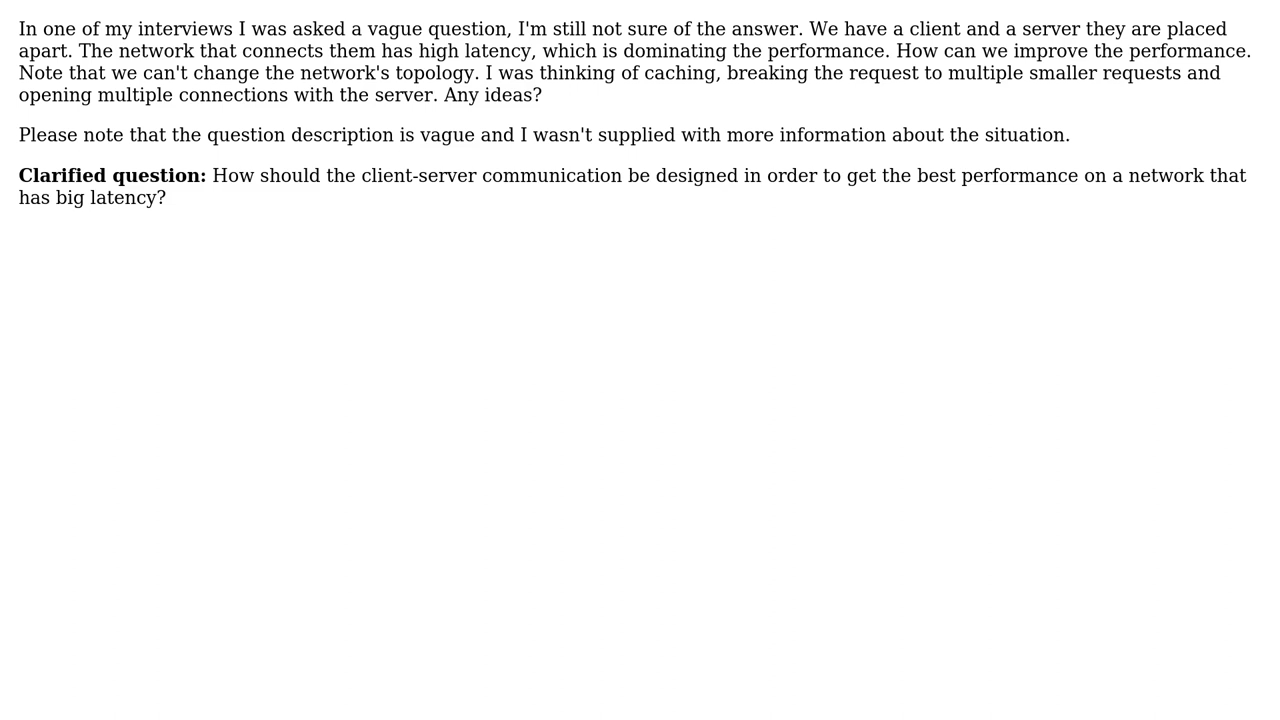 In one of my interviews I was asked a vague question, I'm still not sure of the answer. We have a client and a server they are placed
apart. The network that connects them has high latency, which is dominating the performance. How can we improve the performance.
Note that we can't change the network's topology. I was thinking of caching, breaking the request to multiple smaller requests and
opening multiple connections with the server. Any ideas?
Please note that the question description is vague and I wasn't supplied with more information about the situation.
Clarified question: How should the client-server communication be designed in order to get the best performance on a network that
has big latency?